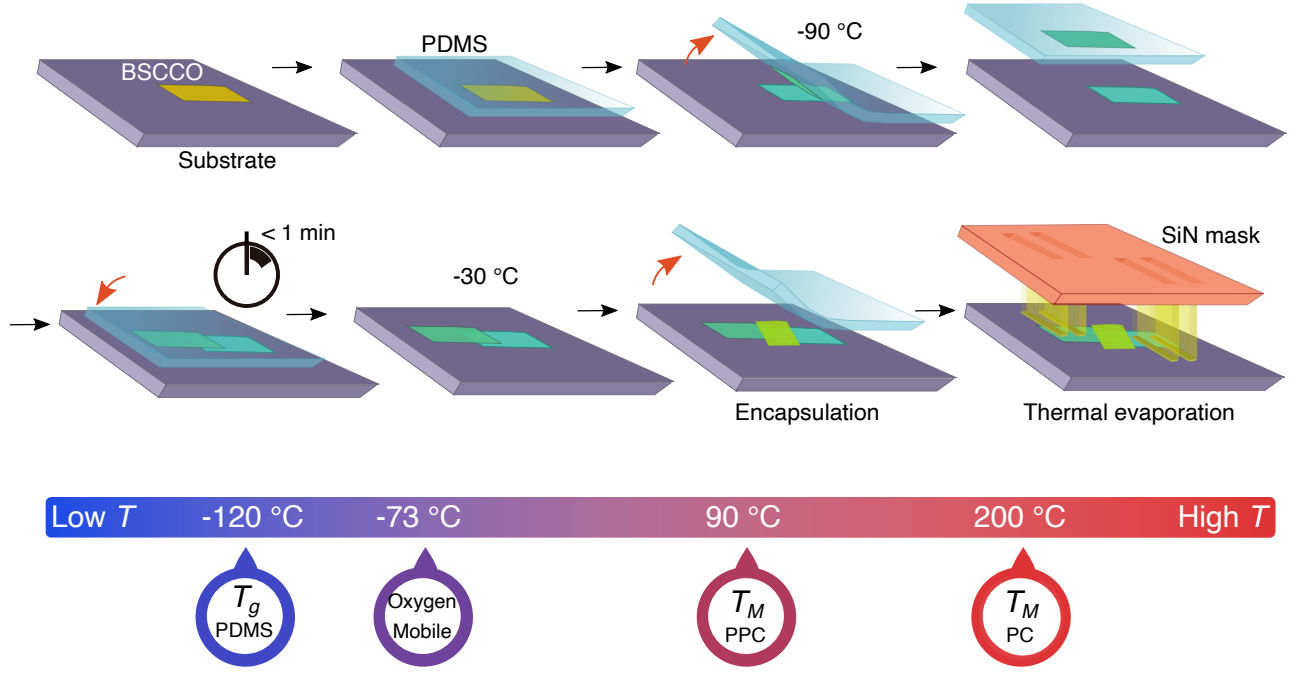 BSCCO
PDMS
-90 °C
Substrate
< 1 min
-30 °C
SiN mask
Encapsulation
Thermal evaporation
Low T -120 °C -73 °C 90 °C 200 °C High T
Tg
PDMS
Oxygen
Mobile
TM
PPC
TM
PC